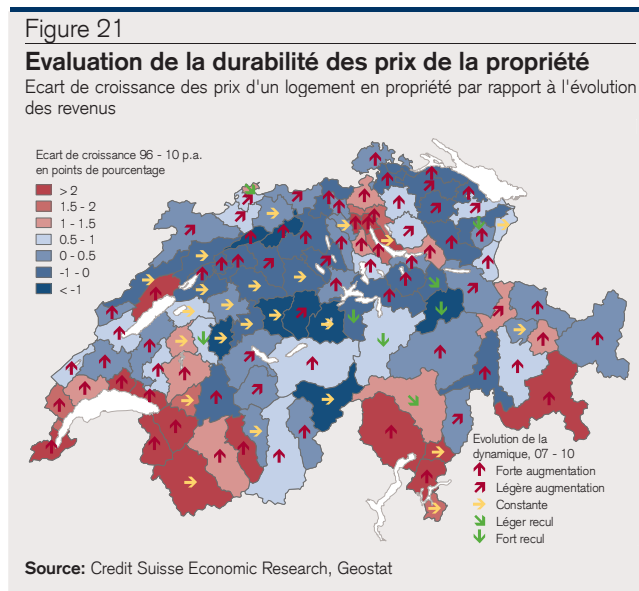 Figure 21
Evaluation de la durabilité des prix de la propriété
Ecart de croissance des prix d'un logement en propriété par rapport à l'évolution
des revenus
Ecart de croissance 96 - 10 p.a.
en points de pourcentage
> 2
1.5 - 2
1 - 1.5
0.5 - 1
0 - 0.5
-1 - 0
< -1
Evolution de la
dynamique, 07 - 10
Forte augmentation
Légère augmentation
Constante
Léger recul
Fort recul
Source: Credit Suisse Economic Research, Geostat